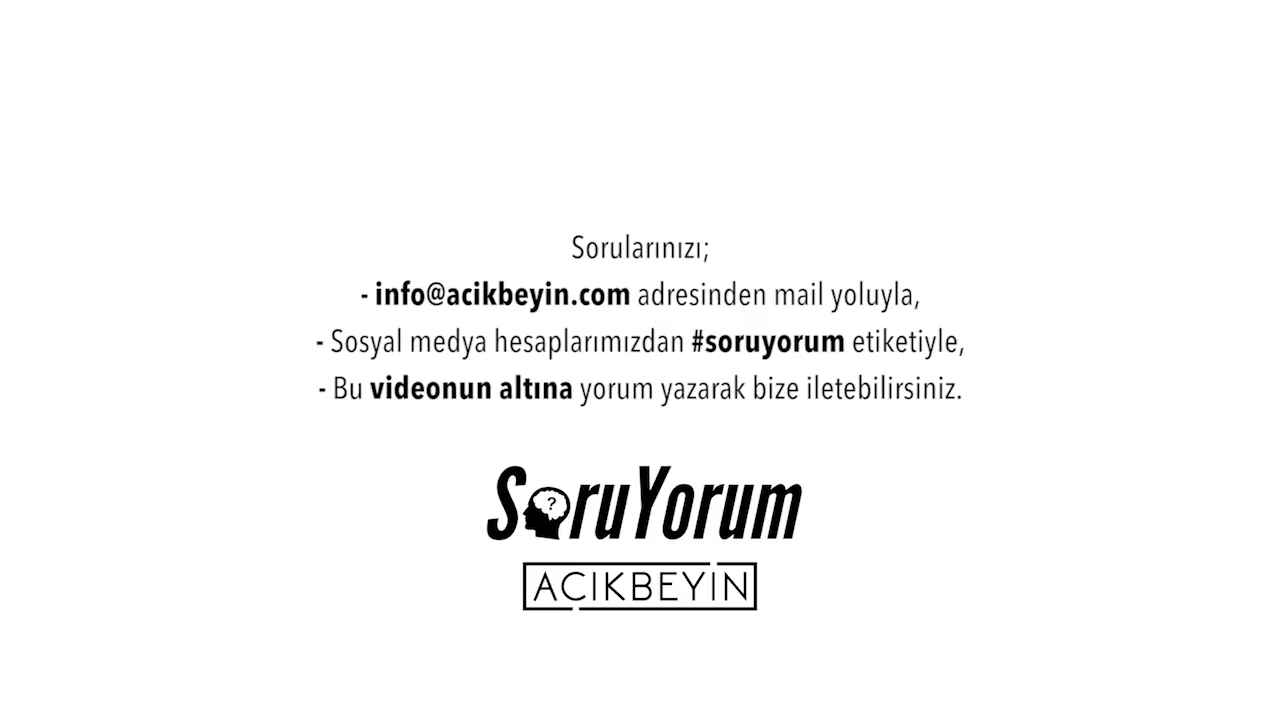 Sorularınızı;
- info@acikbeyin.com adresinden mail yoluyla,
- Sosyal medya hesaplarımızdan #soruyorum etiketiyle,
- Bu videonun altına yorum yazarak bize iletebilirsiniz.
SoruYorum
AÇIKBEYİN